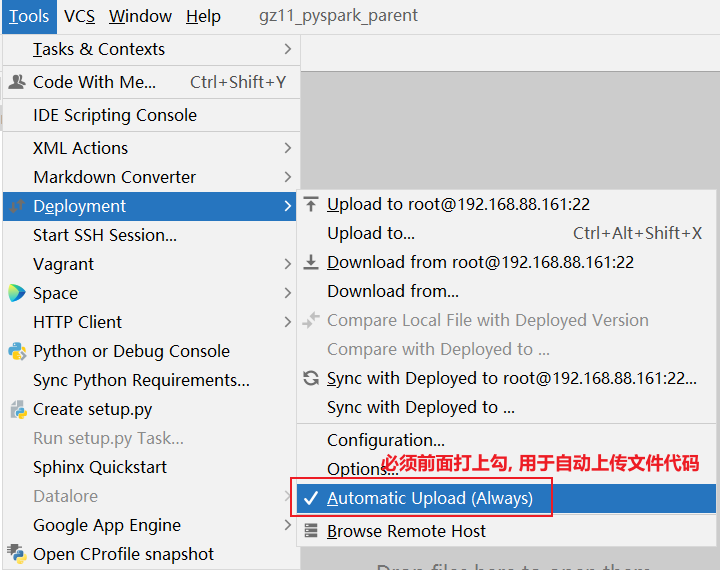 Tools VCS Window Help gz11_pyspark_parent
Tasks & Contexts
Code With Me... Ctrl+Shift+Y
IDE Scripting Console
XML Actions
Markdown Converter
Deployment
Start SSH Session...
Vagrant
Space
HTTP Client
Python or Debug Console
Sync Python Requirements...
Create setup.py
Run setup.py Task...
Sphinx Quickstart
Datalore
Google App Engine
Open CProfile snapshot
Upload to root@192.168.88.161:22
Upload to... Ctrl+Alt+Shift+X
Download from root@192.168.88.161:22
Download from...
Compare Local File with Deployed Version
Compare with Deployed to ...
Sync with Deployed to root@192.168.88.161:22...
Sync with Deployed to ...
Configuration...
必须前面打上勾, 用于自动上传文件代码
Options...
Automatic Upload (Always)
Browse Remote Host
Drop files here to open them